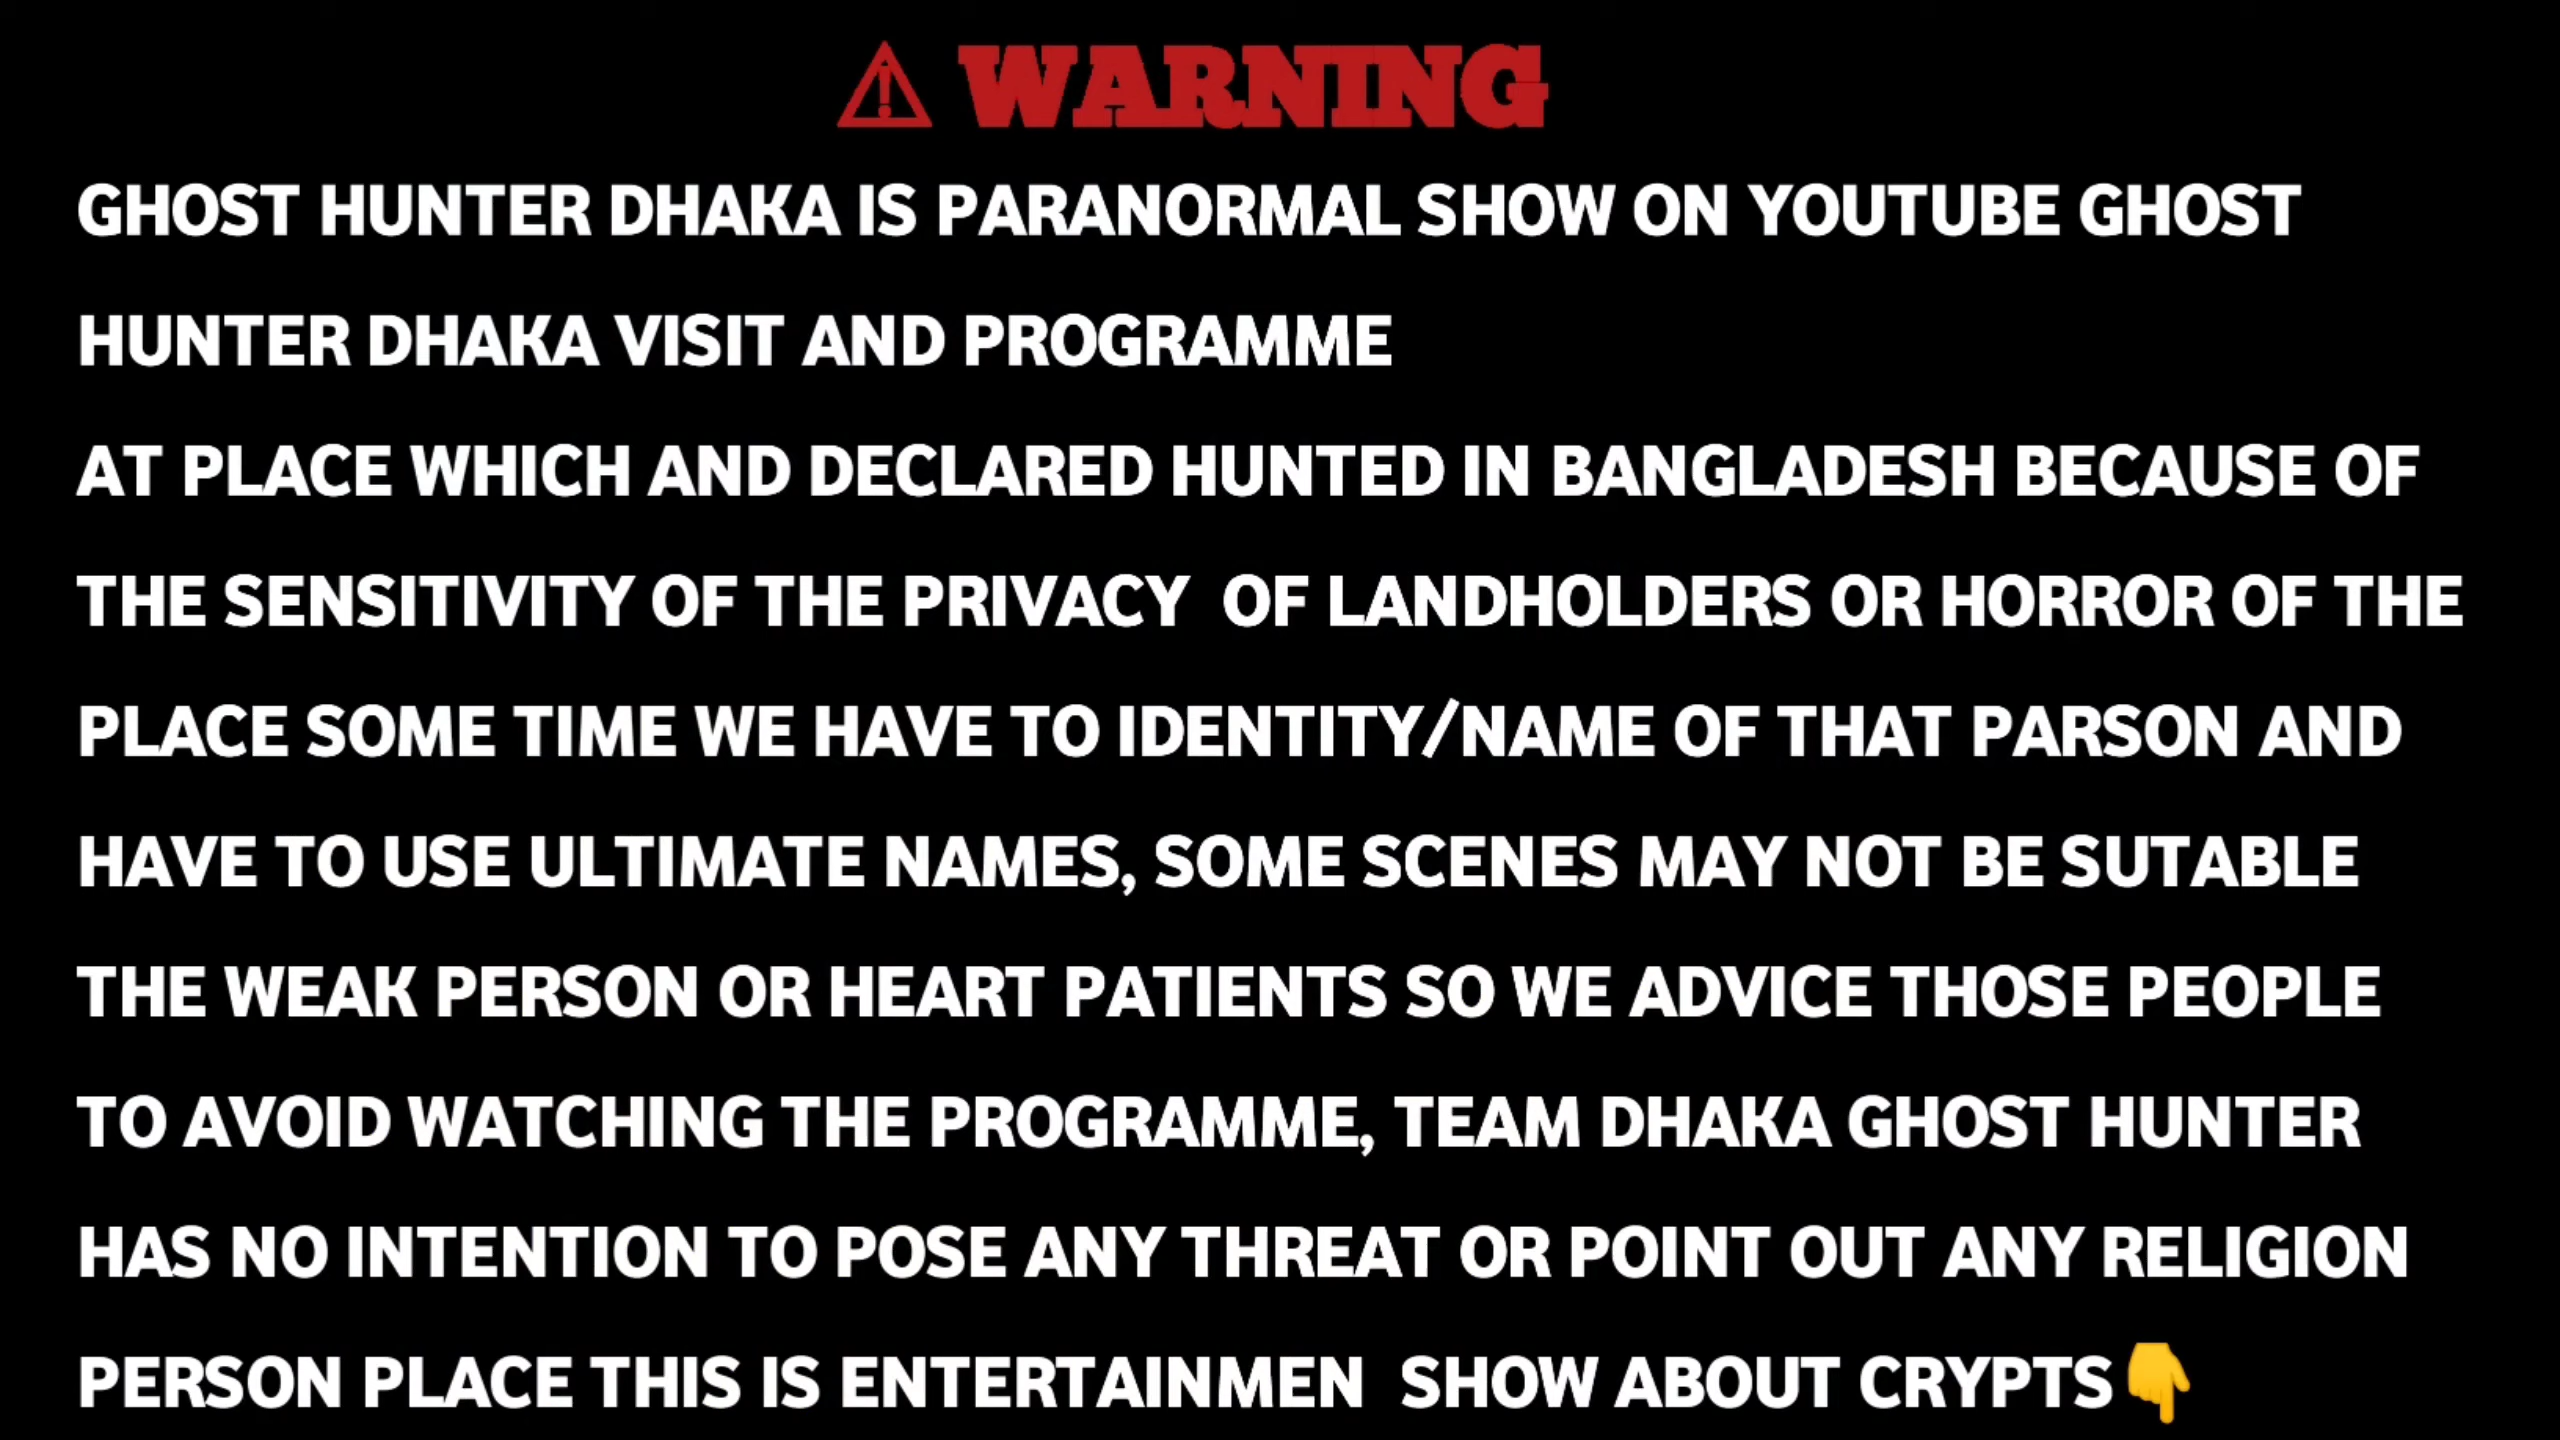 ⚠ WARNING
GHOST HUNTER DHAKA IS PARANORMAL SHOW ON YOUTUBE GHOST
HUNTER DHAKA VISIT AND PROGRAMME
AT PLACE WHICH AND DECLARED HUNTED IN BANGLADESH BECAUSE OF
THE SENSITIVITY OF THE PRIVACY  OF LANDHOLDERS OR HORROR OF THE
PLACE SOME TIME WE HAVE TO IDENTITY/NAME OF THAT PARSON AND
HAVE TO USE ULTIMATE NAMES, SOME SCENES MAY NOT BE SUTABLE
THE WEAK PERSON OR HEART PATIENTS SO WE ADVICE THOSE PEOPLE
TO AVOID WATCHING THE PROGRAMME, TEAM DHAKA GHOST HUNTER
HAS NO INTENTION TO POSE ANY THREAT OR POINT OUT ANY RELIGION
PERSON PLACE THIS IS ENTERTAINMEN  SHOW ABOUT CRYPTS👇